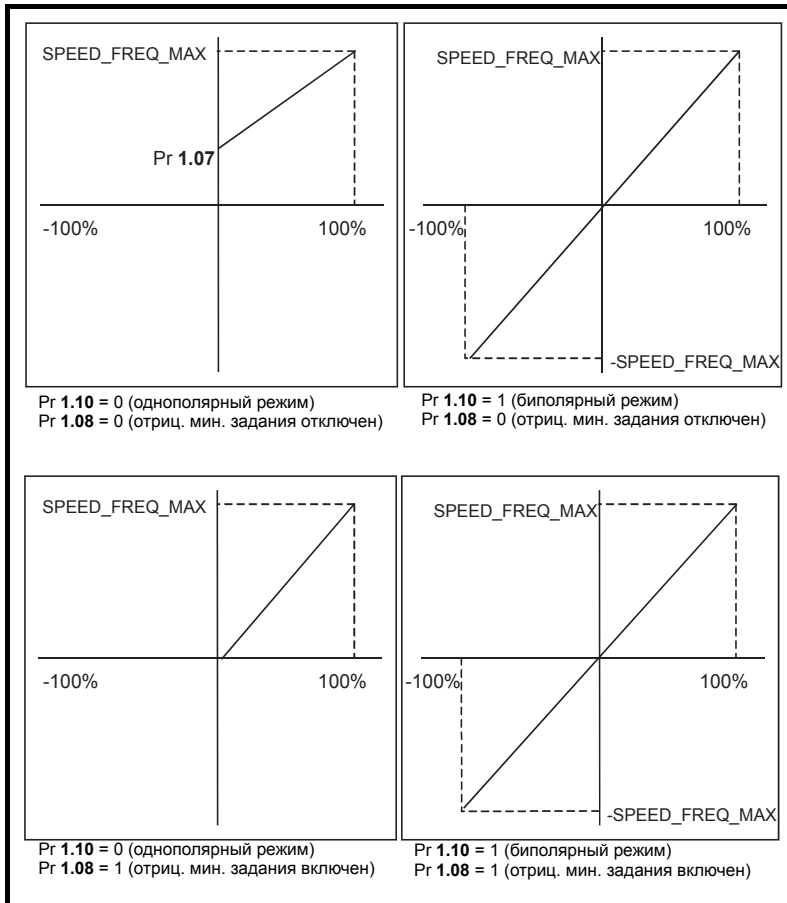 SPEED_FREQ_MAX
Pr 1.07
-100%
100%
Pr 1.10 = 0 (однополярный режим)
Pr 1.08 = 0 (отриц. мин. задания отключен)
SPEED_FREQ_MAX
-100%
100%
-SPEED_FREQ_MAX
Pr 1.10 = 1 (биполярный режим)
Pr 1.08 = 0 (отриц. мин. задания отключен)
SPEED_FREQ_MAX
-100%
100%
Pr 1.10 = 0 (однополярный режим)
Pr 1.08 = 1 (отриц. мин. задания включен)
SPEED_FREQ_MAX
-100%
100%
-SPEED_FREQ_MAX
Pr 1.10 = 1 (биполярный режим)
Pr 1.08 = 1 (отриц. мин. задания включен)